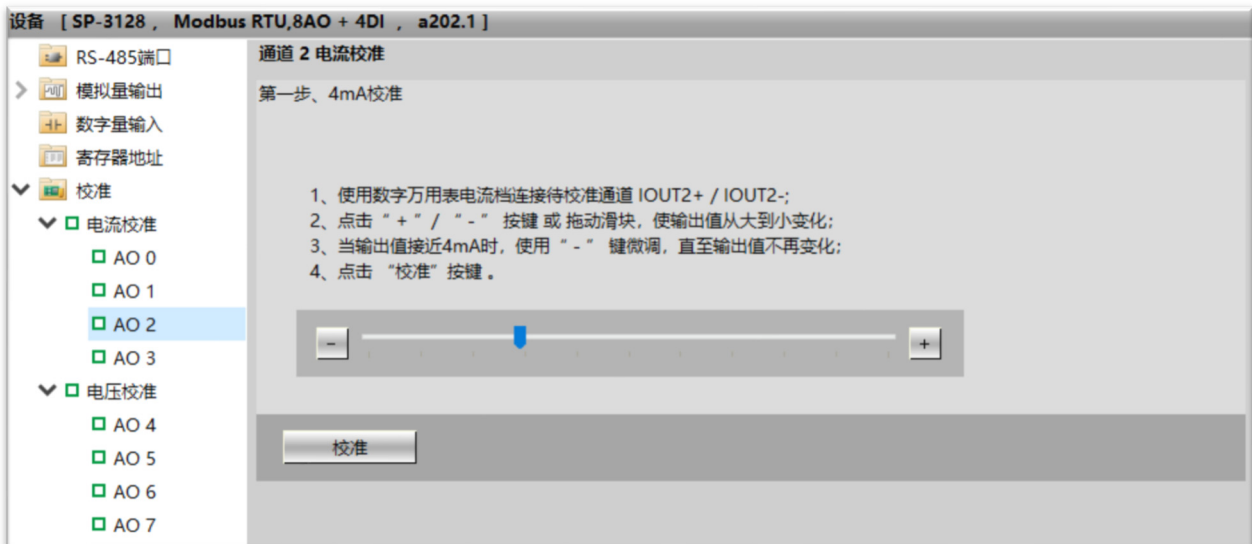 设备 [ SP-3128 , Modbus RTU,8AO + 4DI , a202.1 ]
RS-485端口
模拟量输出
数字量输入
寄存器地址
校准
电流校准
AO 0
AO 1
AO 2
AO 3
电压校准
AO 4
AO 5
AO 6
AO 7
通道 2 电流校准
第一步、4mA校准
1、使用数字万用表电流档连接待校准通道 IOUT2+ / IOUT2-;
2、点击“ + ” / “ - ” 按键 或 拖动滑块，使输出值从大到小变化;
3、当输出值接近4mA时，使用“ - ” 键微调，直至输出值不再变化;
4、点击 “校准” 按键 。
- +
校准